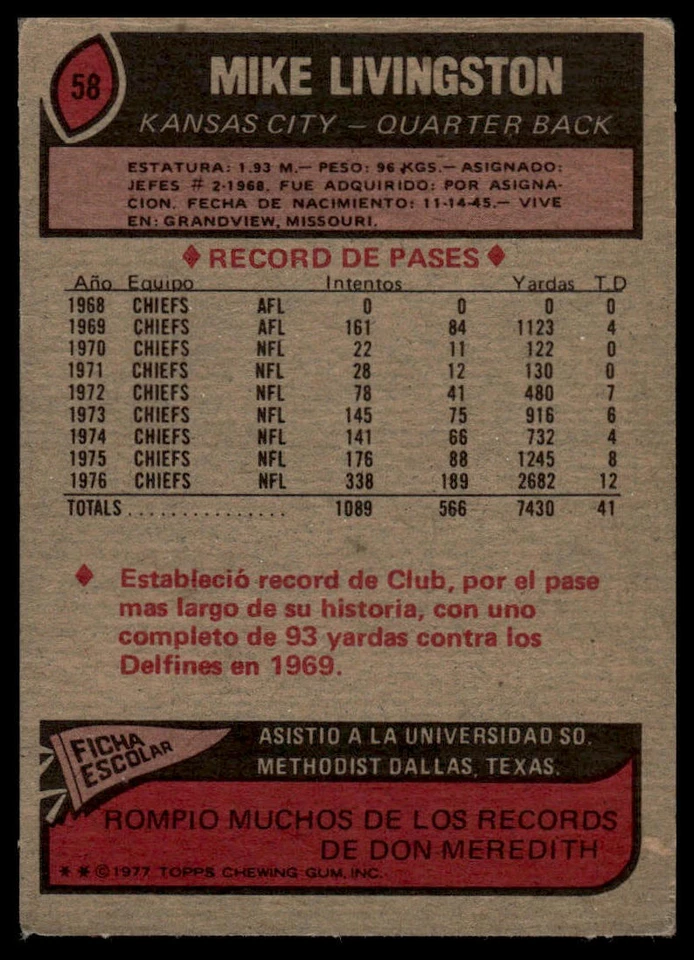 58
MIKE LIVINGSTON
KANSAS CITY — QUARTER BACK
ESTATURA: 1.93 M.— PESO: 96 KGS.— ASIGNADO:
JEFES # 2-1968. FUE ADQUIRIDO: POR ASIGNA-
CION. FECHA DE NACIMIENTO: 11-14-45.— VIVE
EN: GRANDVIEW, MISSOURI.
♦ RECORD DE PASES ♦
Año Equipo Intentos Yardas T.D
1968 CHIEFS AFL 0 0 0 0
1969 CHIEFS AFL 161 84 1123 4
1970 CHIEFS NFL 22 11 122 0
1971 CHIEFS NFL 28 12 130 0
1972 CHIEFS NFL 78 41 480 7
1973 CHIEFS NFL 145 75 916 6
1974 CHIEFS NFL 141 66 732 4
1975 CHIEFS NFL 176 88 1245 8
1976 CHIEFS NFL 338 189 2682 12
TOTALS............... 1089 566 7430 41
♦ Estableció record de Club, por el pase
mas largo de su historia, con uno
completo de 93 yardas contra los
Delfines en 1969.
FICHA
ESCOLAR
ASISTIO A LA UNIVERSIDAD SO.
METHODIST DALLAS, TEXAS.
ROMPIO MUCHOS DE LOS RECORDS
DE DON MEREDITH
* * ©1977 TOPPS CHEWING GUM, INC.